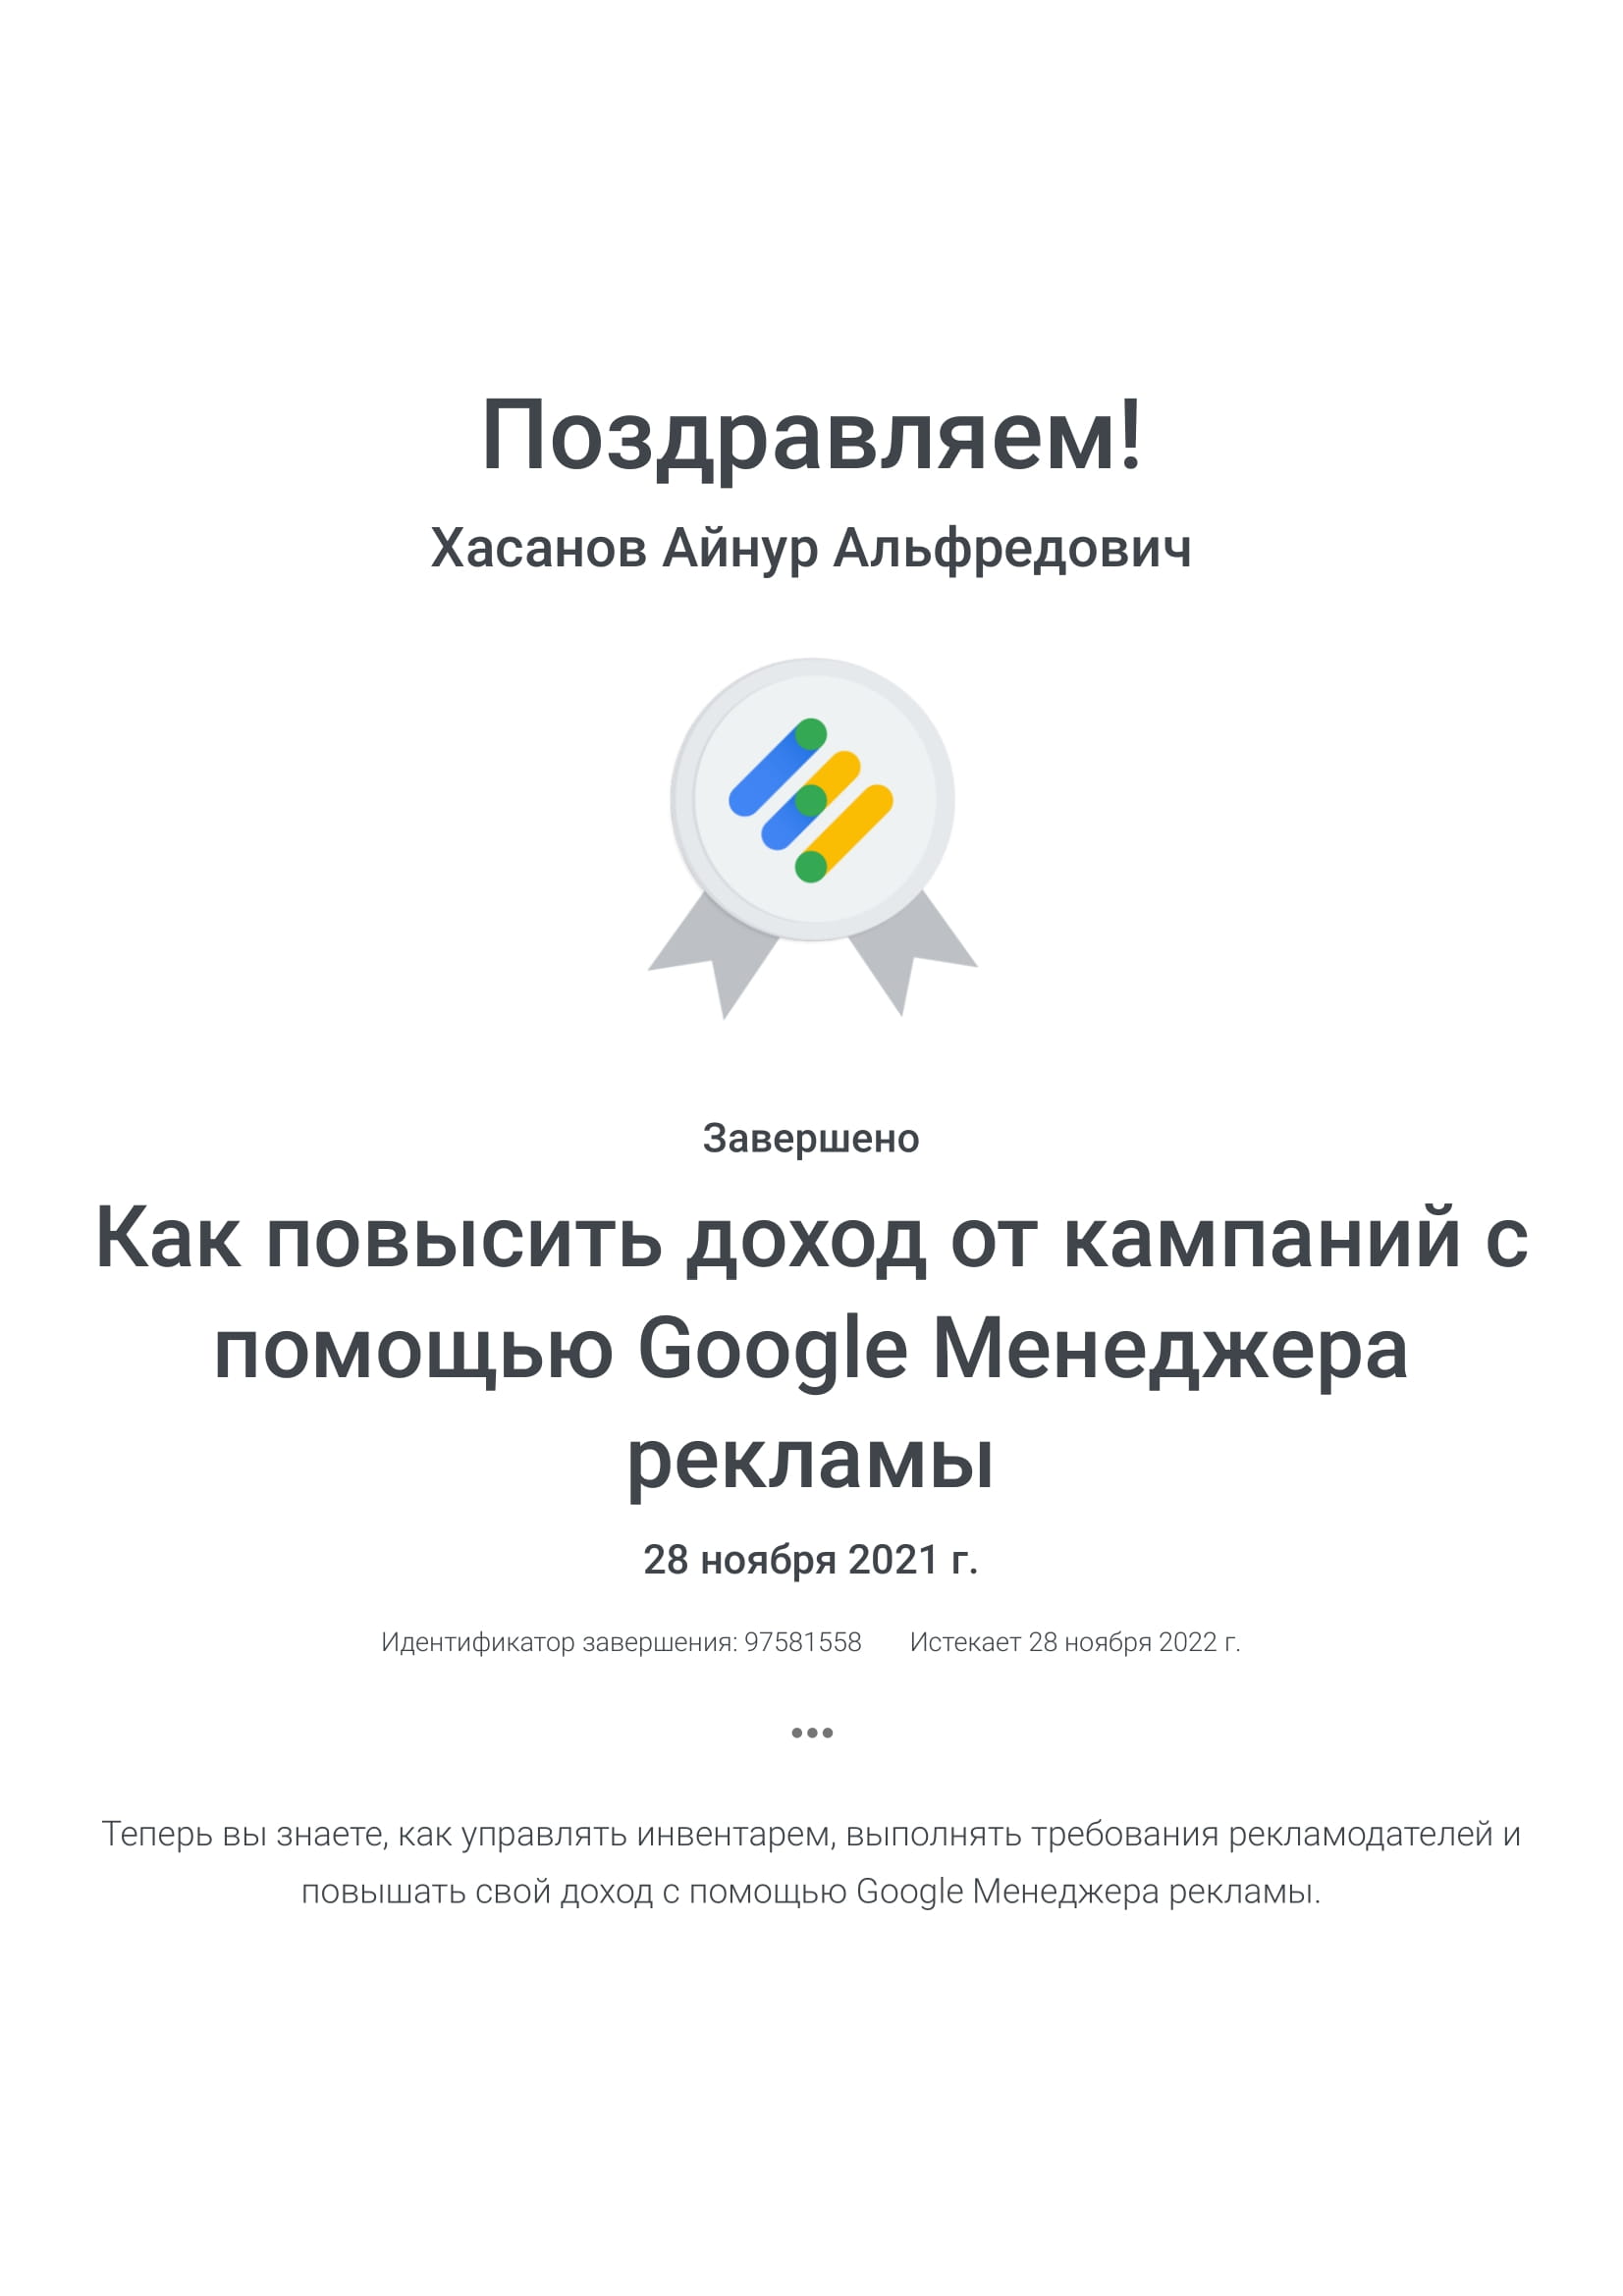 Поздравляем!
Хасанов Айнур Альфредович
Завершено
Как повысить доход от кампаний с
помощью Google Менеджера
рекламы
28 ноября 2021 г.
Идентификатор завершения: 97581558 Истекает 28 ноября 2022 г.
•••
Теперь вы знаете, как управлять инвентарем, выполнять требования рекламодателей и
повышать свой доход с помощью Google Менеджера рекламы.